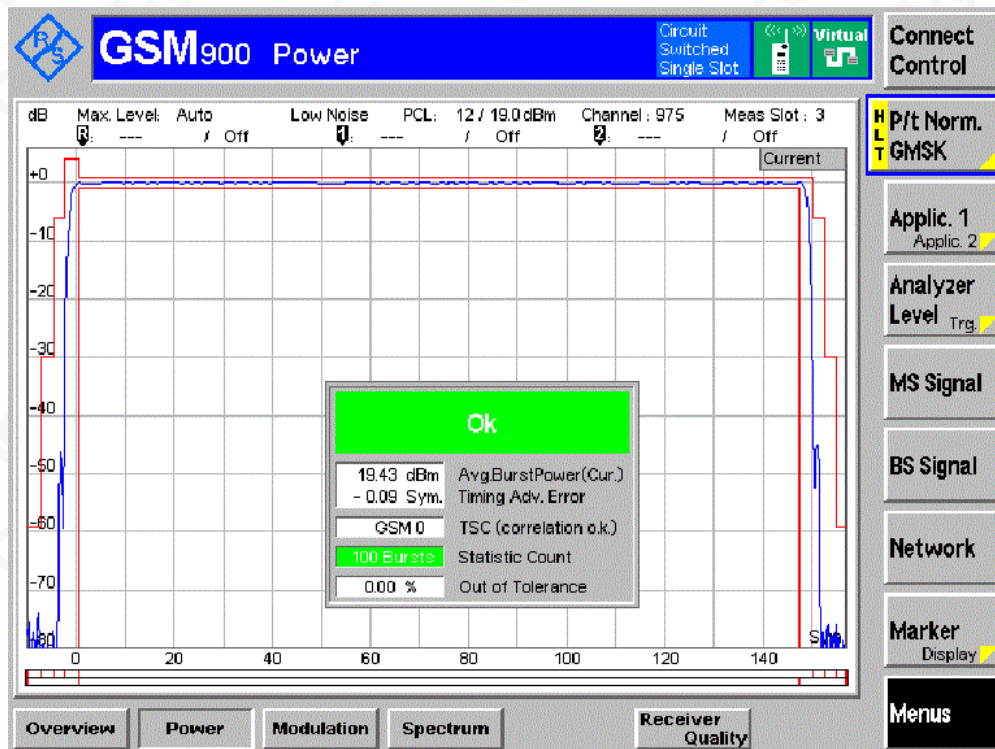 R&S
GSM900 Power
Circuit Switched Single Slot
Virtual
Connect Control
dB Max. Level: Auto Low Noise PCL: 12 / 19.0 dBm Channel : 975 Meas Slot : 3
R : --- / Off 1 : --- / Off 2 : --- / Off
Current
HLT
P/t Norm. GMSK
Applic. 1
Applic. 2
Analyzer Level Trg.
MS Signal
BS Signal
Network
Marker
Display
Menus
+0
-10
-20
-30
-40
-50
-60
-70
-80
Ok
19.43 dBm Avg.BurstPower(Cur.)
- 0.09 Sym. Timing Adv. Error
GSM 0 TSC (correlation o.k.)
100 Bursts Statistic Count
0.00 % Out of Tolerance
Sym.
0 20 40 60 80 100 120 140
Overview Power Modulation Spectrum Receiver Quality